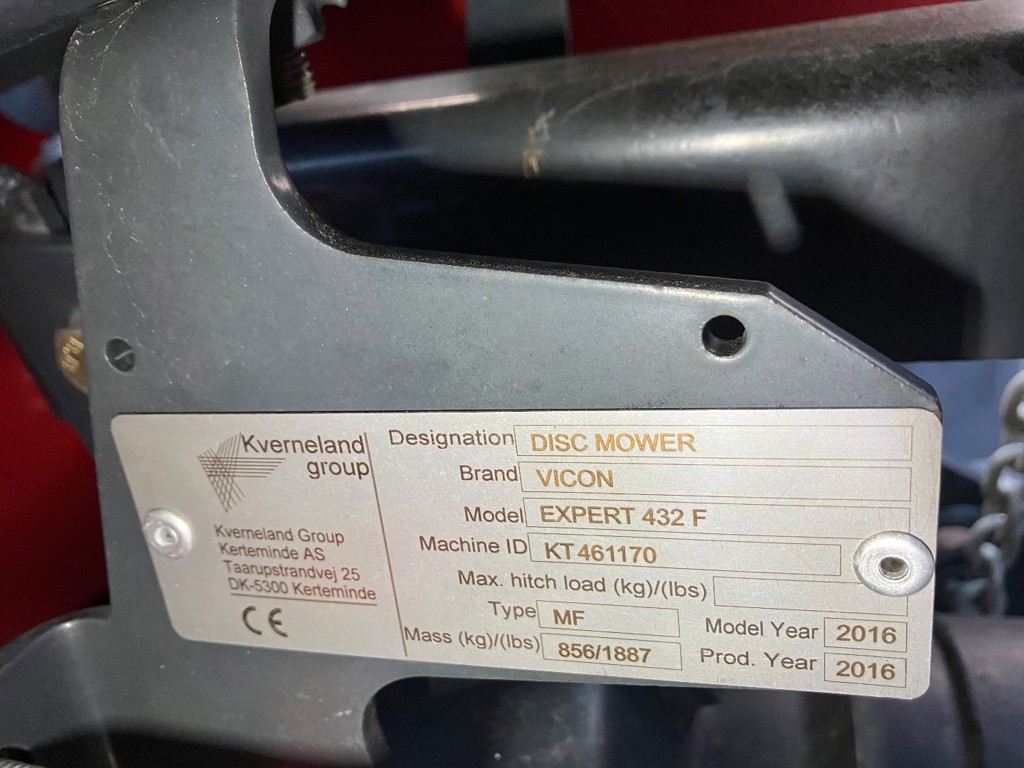 Kverneland
group
Kverneland Group
Kerteminde AS
Taarupstrandvej 25
DK-5300 Kerteminde
CE
Designation DISC MOWER
Brand VICON
Model EXPERT 432 F
Machine ID KT 461170
Max. hitch load (kg)/(lbs)
Type MF
Mass (kg)/(lbs) 856/1887
Model Year 2016
Prod. Year 2016